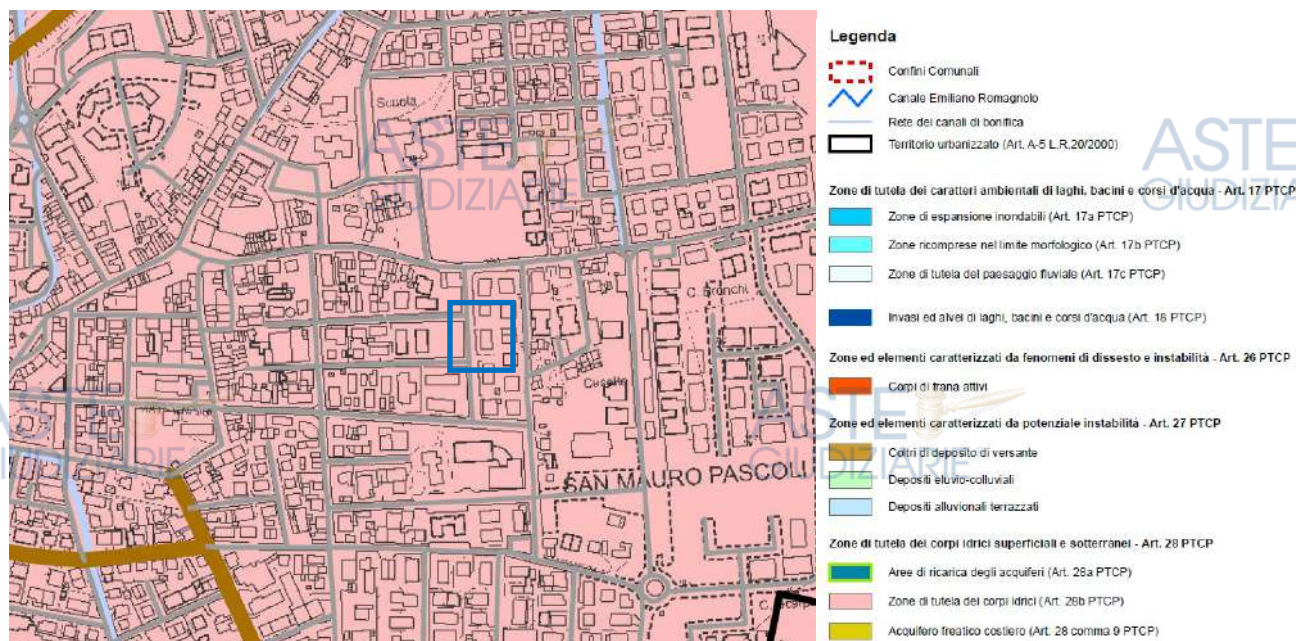 Scuola
C. Bronchi
Casette
SAN MAURO PASCOLI
ASTE
GIUDIZIARIE
ASTE
GIUDIZIARIE
ASTE
GIUDIZIARIE
ASTE
GIUDIZIA
Legenda
Confini Comunali
Canale Emiliano Romagnolo
Rete dei canali di bonifica
Territorio urbanizzato (Art. A-5 L.R.20/2000)
Zone di tutela dei caratteri ambientali di laghi, bacini e corsi d'acqua - Art. 17 PTCP
Zone di espansione inondabili (Art. 17a PTCP)
Zone ricomprese nel limite morfologico (Art. 17b PTCP)
Zone di tutela del paesaggio fluviale (Art. 17c PTCP)
Invasi ed alvei di laghi, bacini e corsi d'acqua (Art. 18 PTCP)
Zone ed elementi caratterizzati da fenomeni di dissesto e instabilità - Art. 26 PTCP
Corpi di frana attivi
Zone ed elementi caratterizzati da potenziale instabilità - Art. 27 PTCP
Coltri di deposito di versante
Depositi eluvio-colluviali
Depositi alluvionali terrazzati
Zone di tutela dei corpi idrici superficiali e sotterranei - Art. 28 PTCP
Aree di ricarica degli acquiferi (Art. 28a PTCP)
Zone di tutela dei corpi idrici (Art. 28b PTCP)
Acquifero freatico costiero (Art. 28 comma 9 PTCP)